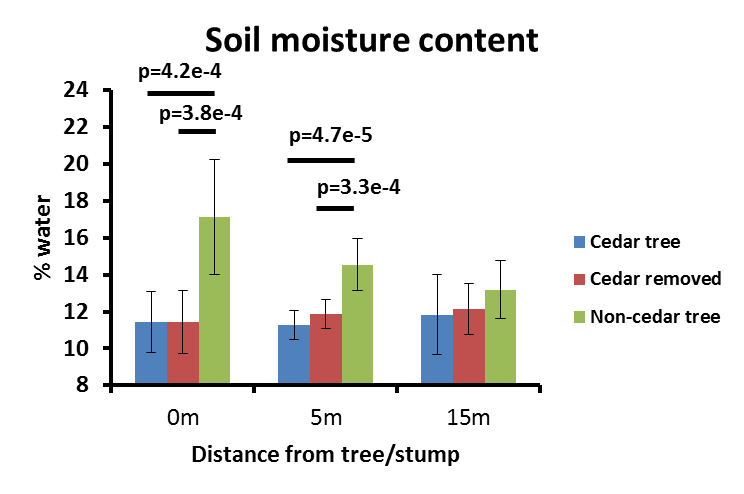 Soil moisture content
p=4.2e-4
p=3.8e-4
p=4.7e-5
p=3.3e-4
% water
24
22
20
18
16
14
12
10
8
0m
5m
15m
Distance from tree/stump
Cedar tree
Cedar removed
Non-cedar tree